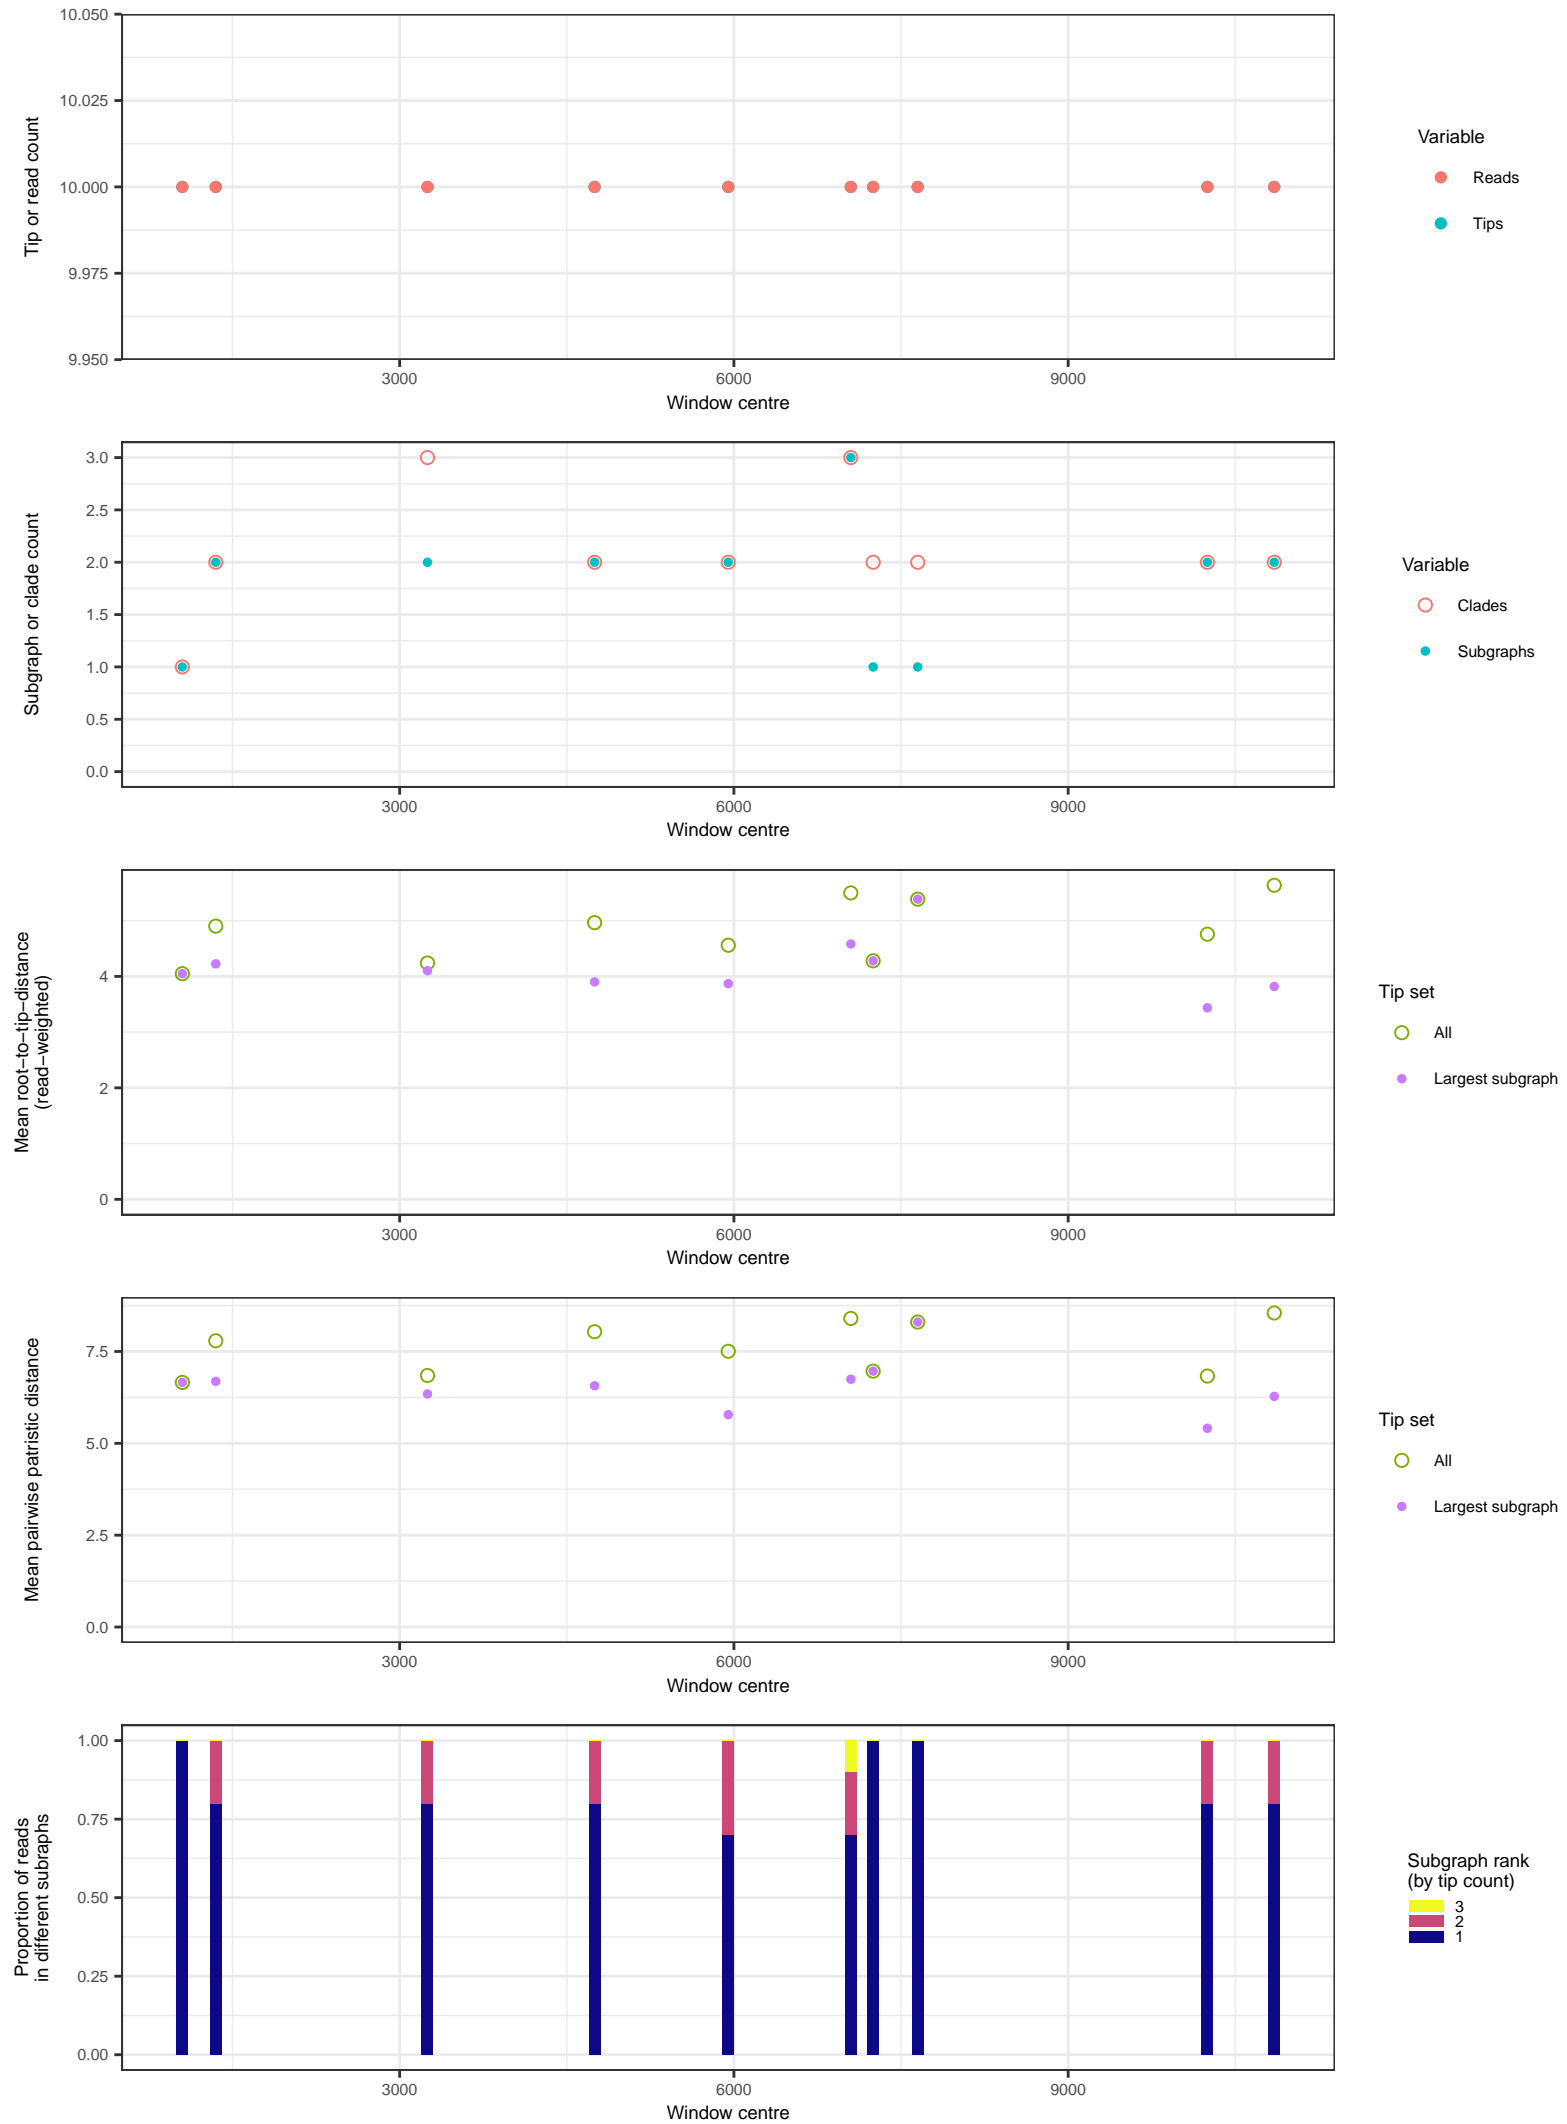 10.050
10.025
10.000
9.975
9.950
Tip or read count
3000 6000 9000
Window centre
Variable
Reads
Tips
3.0
2.5
2.0
1.5
1.0
0.5
0.0
Subgraph or clade count
3000 6000 9000
Window centre
Variable
Clades
Subgraphs
4
2
0
Mean root−to−tip−distance
(read−weighted)
3000 6000 9000
Window centre
Tip set
All
Largest subgraph
7.5
5.0
2.5
0.0
Mean pairwise patristic distance
3000 6000 9000
Window centre
Tip set
All
Largest subgraph
1.00
0.75
0.50
0.25
0.00
Proportion of reads
in different subraphs
3000 6000 9000
Window centre
Subgraph rank
(by tip count)
3
2
1